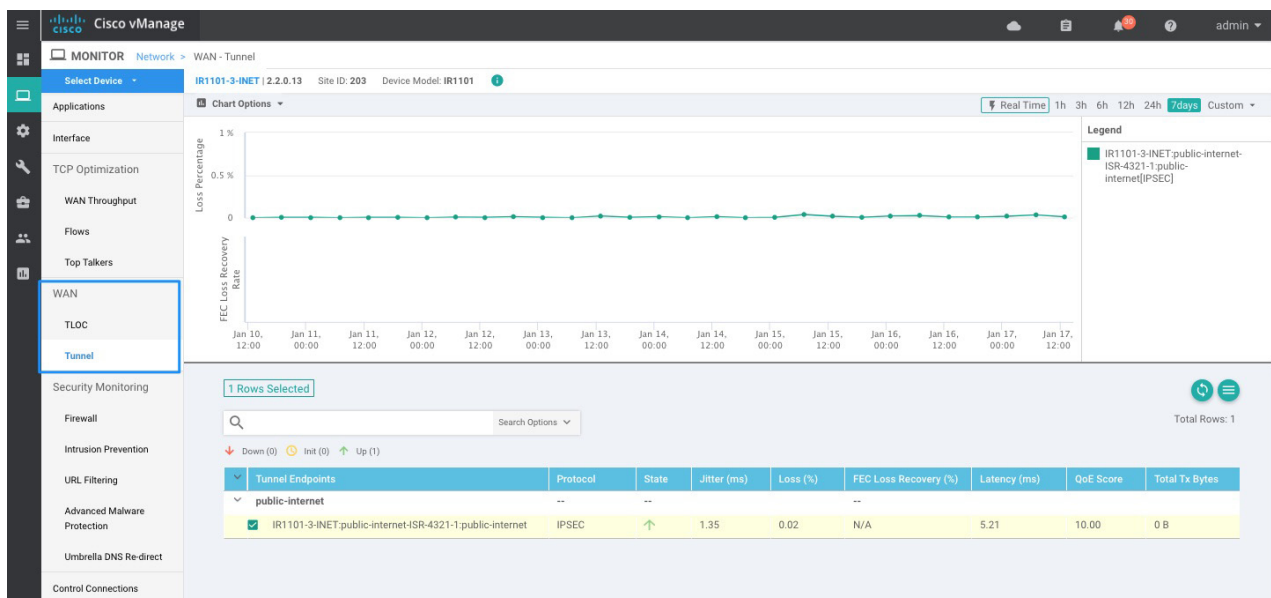 cisco Cisco vManage 30 admin
MONITOR Network > WAN - Tunnel
Select Device
IR1101-3-INET | 2.2.0.13 Site ID: 203 Device Model: IR1101
Applications
Interface
TCP Optimization
WAN Throughput
Flows
Top Talkers
WAN
TLOC
Tunnel
Security Monitoring
Firewall
Intrusion Prevention
URL Filtering
Advanced Malware
Protection
Umbrella DNS Re-direct
Control Connections
Chart Options
Real Time 1h 3h 6h 12h 24h 7days Custom
Loss Percentage
1 %
0.5 %
0
FEC Loss Recovery
Rate
Jan 10, Jan 11, Jan 11, Jan 12, Jan 12, Jan 13, Jan 13, Jan 14, Jan 14, Jan 15, Jan 15, Jan 16, Jan 16, Jan 17, Jan 17,
12:00 00:00 12:00 00:00 12:00 00:00 12:00 00:00 12:00 00:00 12:00 00:00 12:00 00:00 12:00
Legend
IR1101-3-INET:public-internet-
ISR-4321-1:public-
internet[IPSEC]
1 Rows Selected
Search Options
Total Rows: 1
Down (0) Init (0) Up (1)
Tunnel Endpoints Protocol State Jitter (ms) Loss (%) FEC Loss Recovery (%) Latency (ms) QoE Score Total Tx Bytes
public-internet -- -- --
IR1101-3-INET:public-internet-ISR-4321-1:public-internet IPSEC 1.35 0.02 N/A 5.21 10.00 0 B